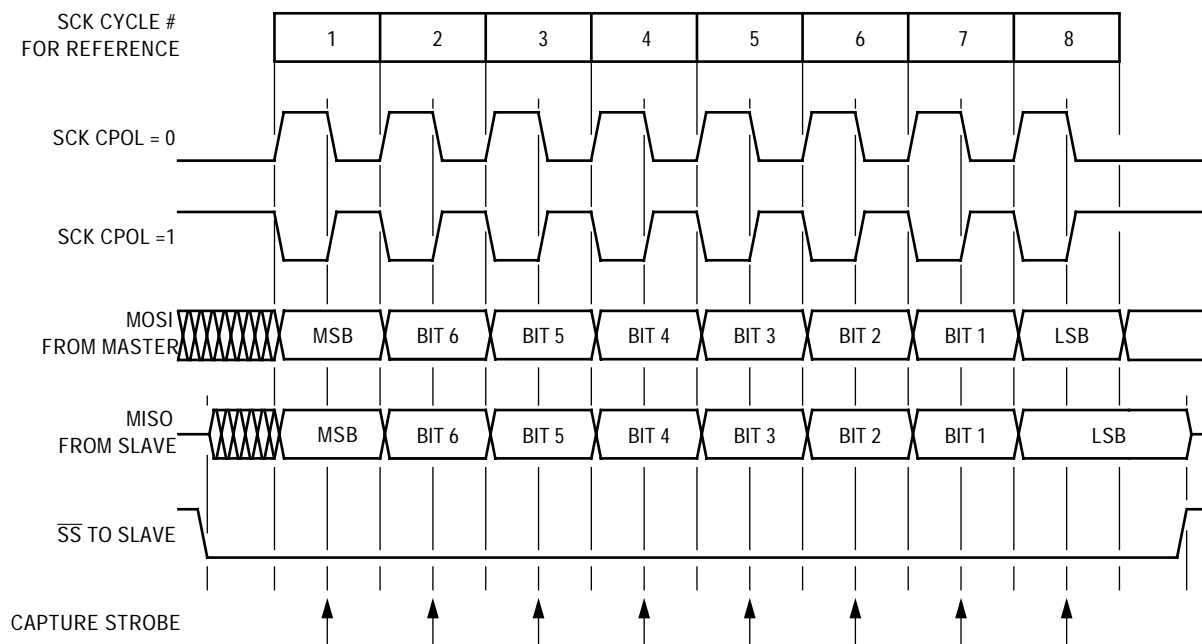 SCK CYCLE #
FOR REFERENCE
1 2 3 4 5 6 7 8
SCK CPOL = 0
SCK CPOL =1
MOSI
FROM MASTER
MSB BIT 6 BIT 5 BIT 4 BIT 3 BIT 2 BIT 1 LSB
MISO
FROM SLAVE
MSB BIT 6 BIT 5 BIT 4 BIT 3 BIT 2 BIT 1 LSB
S̅S̅ TO SLAVE
CAPTURE STROBE